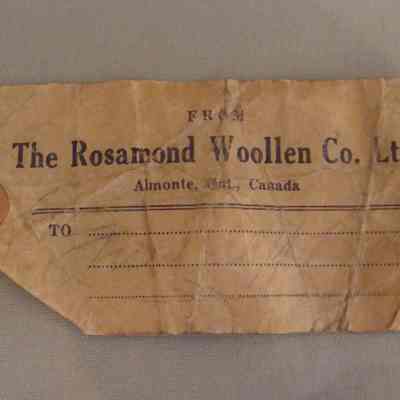 FROM
The Rosamond Woollen Co. Lt
Almonte, Ont., Canada
TO